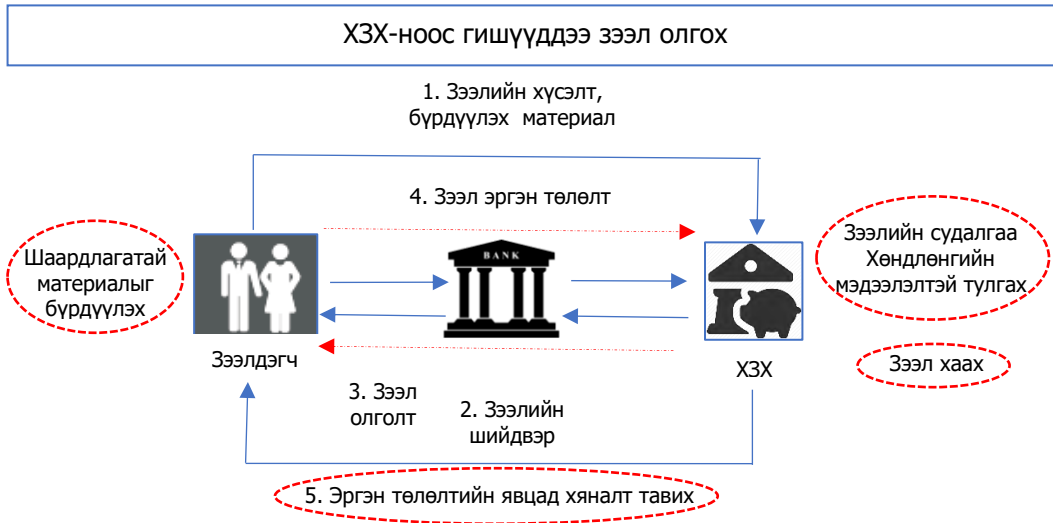 ХЗХ-ноос гишүүддээ зээл олгох
1. Зээлийн хүсэлт,
бүрдүүлэх материал
4. Зээл эргэн төлөлт
Шаардлагатай
материалыг
бүрдүүлэх
BANK
Зээлийн судалгаа
Хөндлөнгийн
мэдээлэлтэй тулгах
Зээлдэгч
ХЗХ
Зээл хаах
3. Зээл
олголт
2. Зээлийн
шийдвэр
5. Эргэн төлөлтийн явцад хяналт тавих